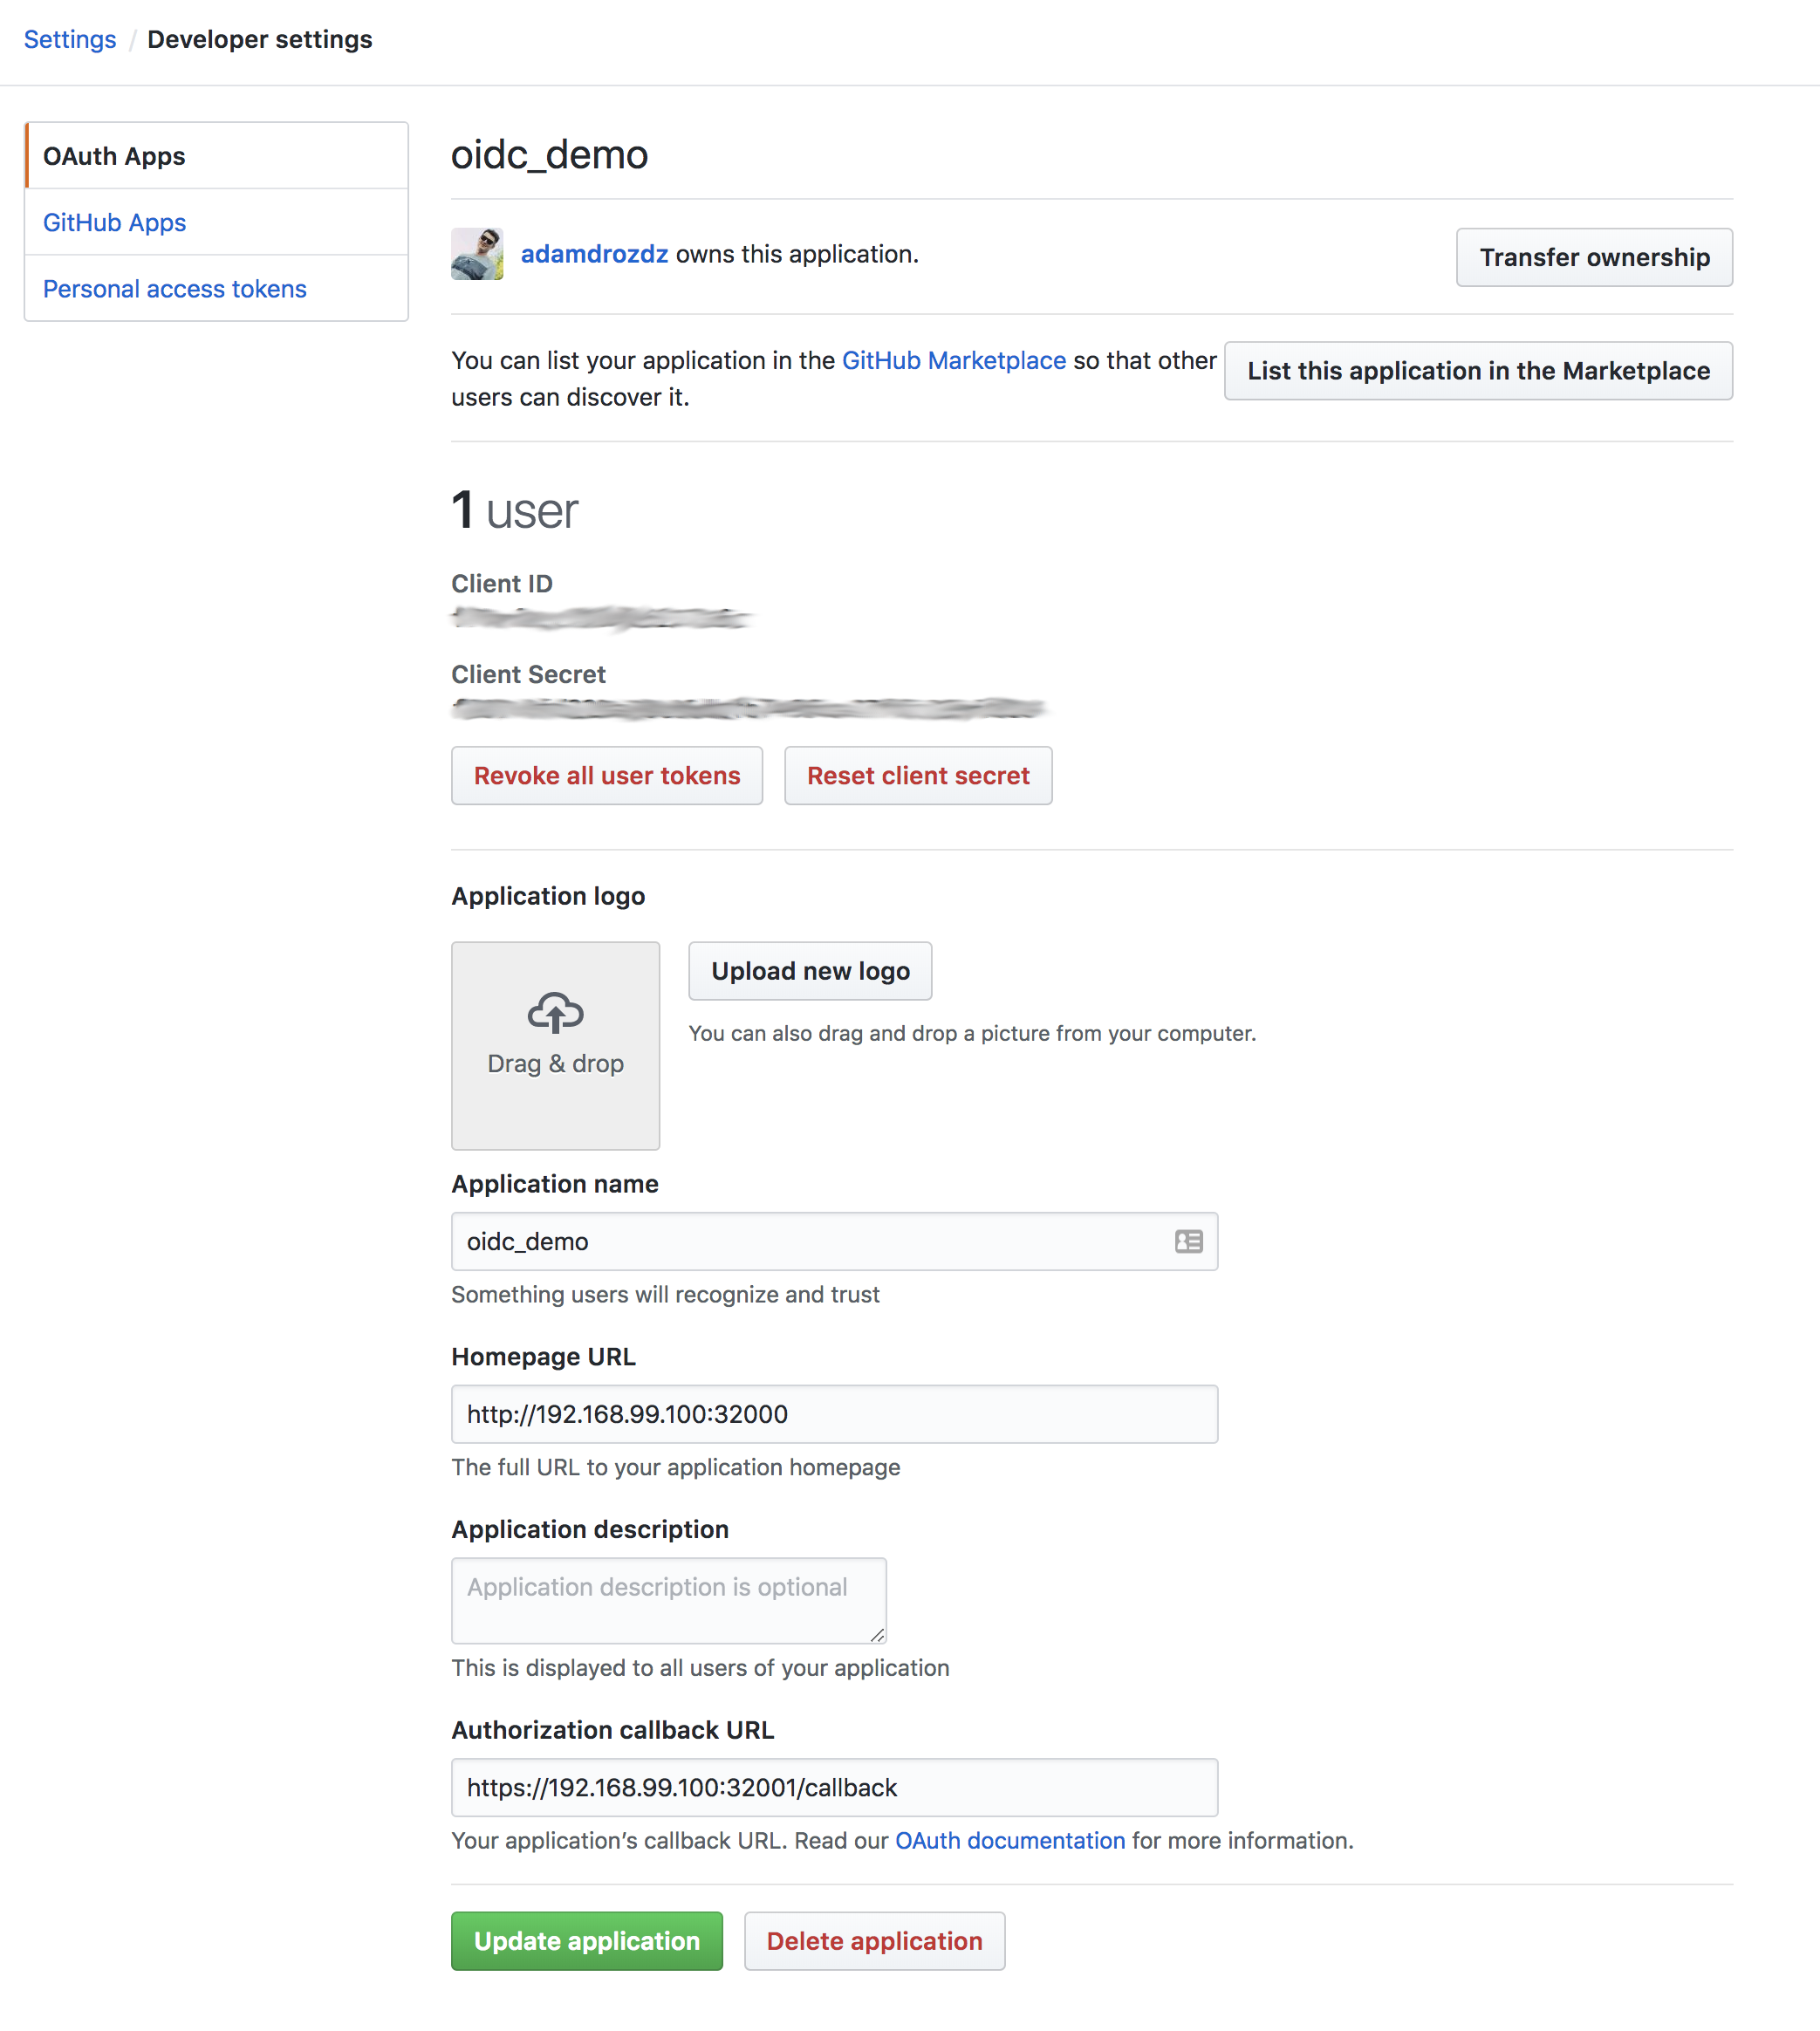 Settings / Developer settings
OAuth Apps
GitHub Apps
Personal access tokens
oidc_demo
adamdrozdz owns this application.
Transfer ownership
You can list your application in the GitHub Marketplace so that other
users can discover it.
List this application in the Marketplace
1 user
Client ID
Client Secret
Revoke all user tokens
Reset client secret
Application logo
Drag & drop
Upload new logo
You can also drag and drop a picture from your computer.
Application name
oidc_demo
Something users will recognize and trust
Homepage URL
http://192.168.99.100:32000
The full URL to your application homepage
Application description
Application description is optional
This is displayed to all users of your application
Authorization callback URL
https://192.168.99.100:32001/callback
Your application’s callback URL. Read our OAuth documentation for more information.
Update application
Delete application